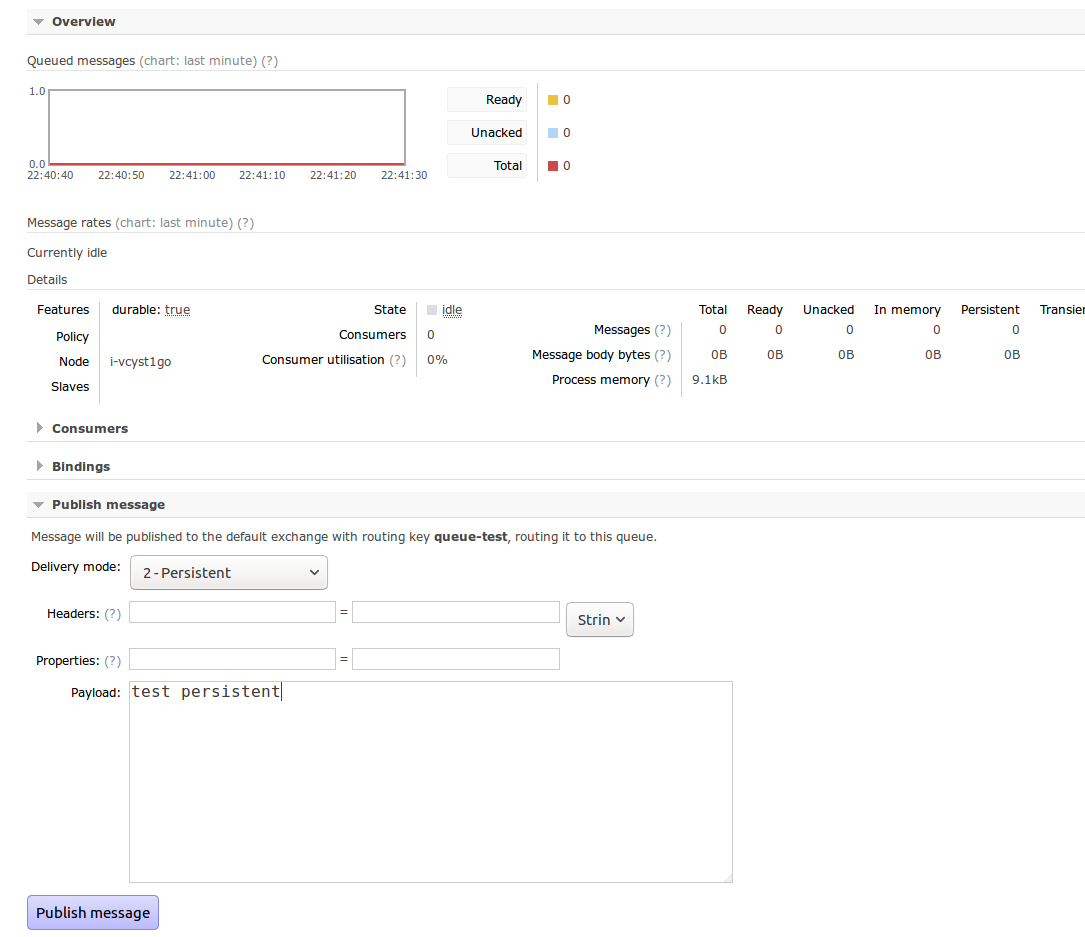 Overview
Queued messages (chart: last minute) (?)
1.0
0.0
22:40:40 22:40:50 22:41:00 22:41:10 22:41:20 22:41:30
Ready 0
Unacked 0
Total 0
Message rates (chart: last minute) (?)
Currently idle
Details
Features durable: true
Policy
Node i-vcyst1go
Slaves
State idle
Consumers 0
Consumer utilisation (?) 0%
Total Ready Unacked In memory Persistent Transien
Messages (?) 0 0 0 0 0
Message body bytes (?) 0B 0B 0B 0B 0B
Process memory (?) 9.1kB
Consumers
Bindings
Publish message
Message will be published to the default exchange with routing key queue-test, routing it to this queue.
Delivery mode: 2 - Persistent
Headers: (?) = Strin
Properties: (?) =
Payload: test persistent
Publish message